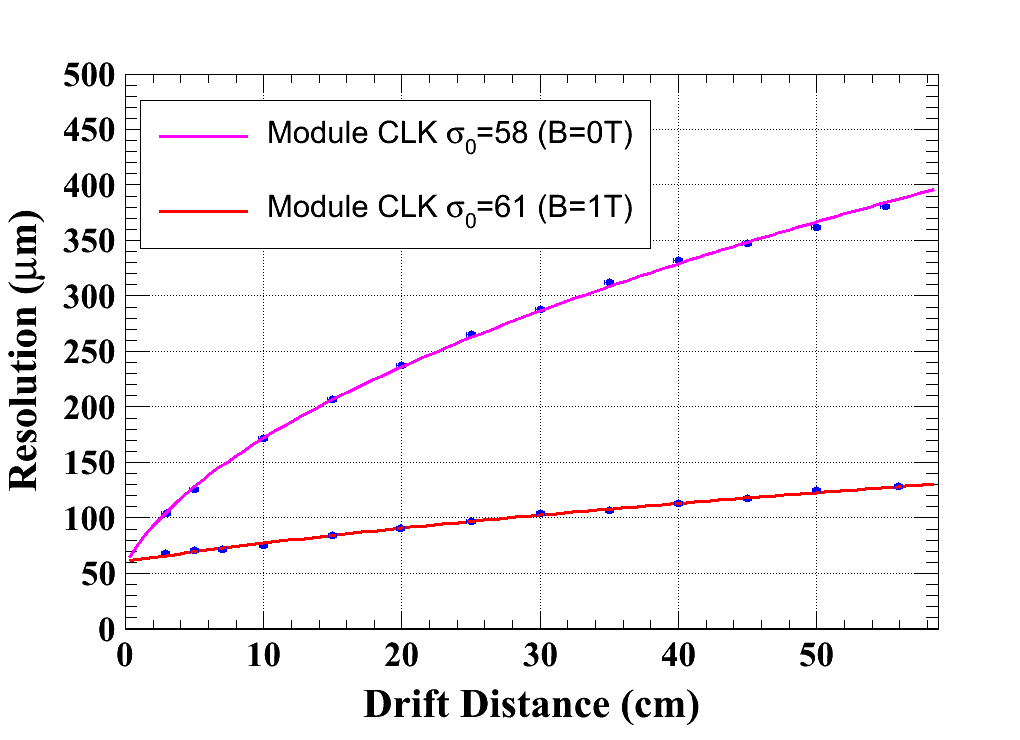 500
450
400
350
300
250
200
150
100
50
0
Resolution (μm)
Module CLK σ₀=58 (B=0T)
Module CLK σ₀=61 (B=1T)
0 10 20 30 40 50
Drift Distance (cm)